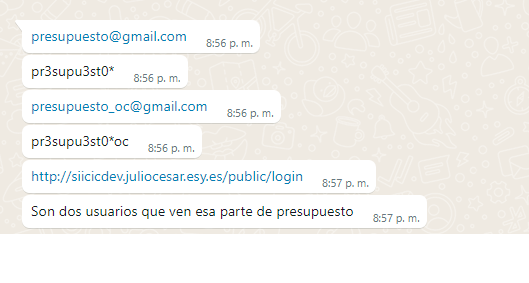 presupuesto@gmail.com
8:56 p. m.
pr3supu3st0*
8:56 p. m.
presupuesto_oc@gmail.com
8:56 p. m.
pr3supu3st0*oc
8:56 p. m.
http://siicicdev.juliocesar.esy.es/public/login
8:57 p. m.
Son dos usuarios que ven esa parte de presupuesto
8:57 p. m.